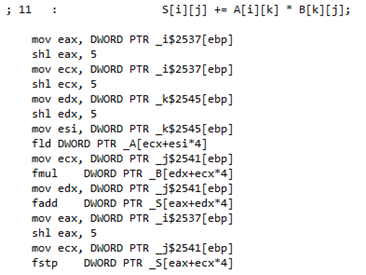 ; 11   :                 S[i][j] += A[i][k] * B[k][j];
mov eax, DWORD PTR _i$2537[ebp]
shl eax, 5
mov ecx, DWORD PTR _i$2537[ebp]
shl ecx, 5
mov edx, DWORD PTR _k$2545[ebp]
shl edx, 5
mov esi, DWORD PTR _k$2545[ebp]
fld DWORD PTR _A[ecx+esi*4]
mov ecx, DWORD PTR _j$2541[ebp]
fmul    DWORD PTR _B[edx+ecx*4]
mov edx, DWORD PTR _j$2541[ebp]
fadd    DWORD PTR _S[eax+edx*4]
mov eax, DWORD PTR _i$2537[ebp]
shl eax, 5
mov ecx, DWORD PTR _j$2541[ebp]
fstp    DWORD PTR _S[eax+ecx*4]